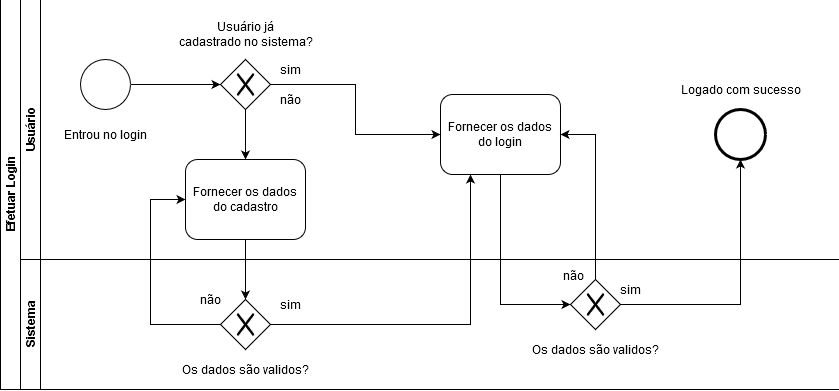 Efetuar Login
Usuário
Sistema
Usuário já
cadastrado no sistema?
sim
não
Entrou no login
Fornecer os dados
do login
Logado com sucesso
Fornecer os dados
do cadastro
não
sim
Os dados são validos?
não
sim
Os dados são validos?